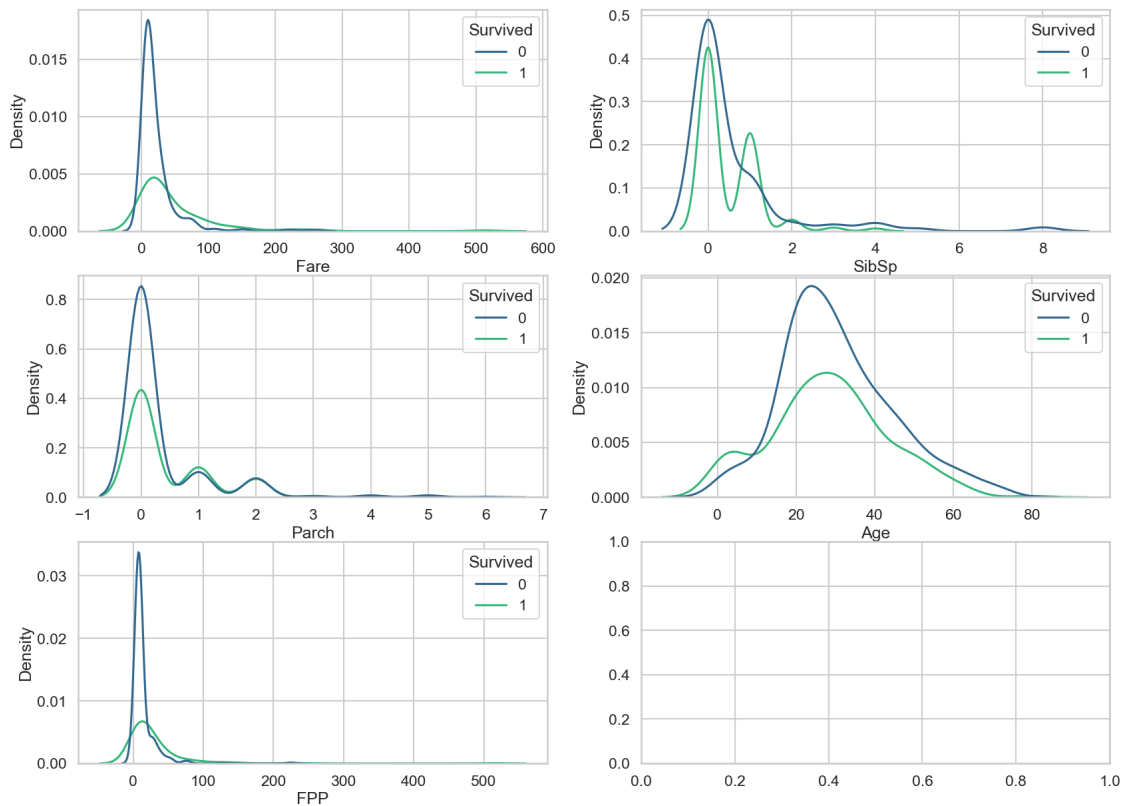 Survived
0
1
0.015
0.010
0.005
0.000
Density
0 100 200 300 400 500 600
Fare
Survived
0
1
0.5
0.4
0.3
0.2
0.1
0.0
Density
0 2 4 6 8
SibSp
Survived
0
1
0.8
0.6
0.4
0.2
0.0
Density
−1 0 1 2 3 4 5 6 7
Parch
Survived
0
1
0.020
0.015
0.010
0.005
0.000
Density
0 20 40 60 80
Age
Survived
0
1
0.03
0.02
0.01
0.00
Density
0 100 200 300 400 500
FPP
1.0
0.8
0.6
0.4
0.2
0.0
0.0 0.2 0.4 0.6 0.8 1.0